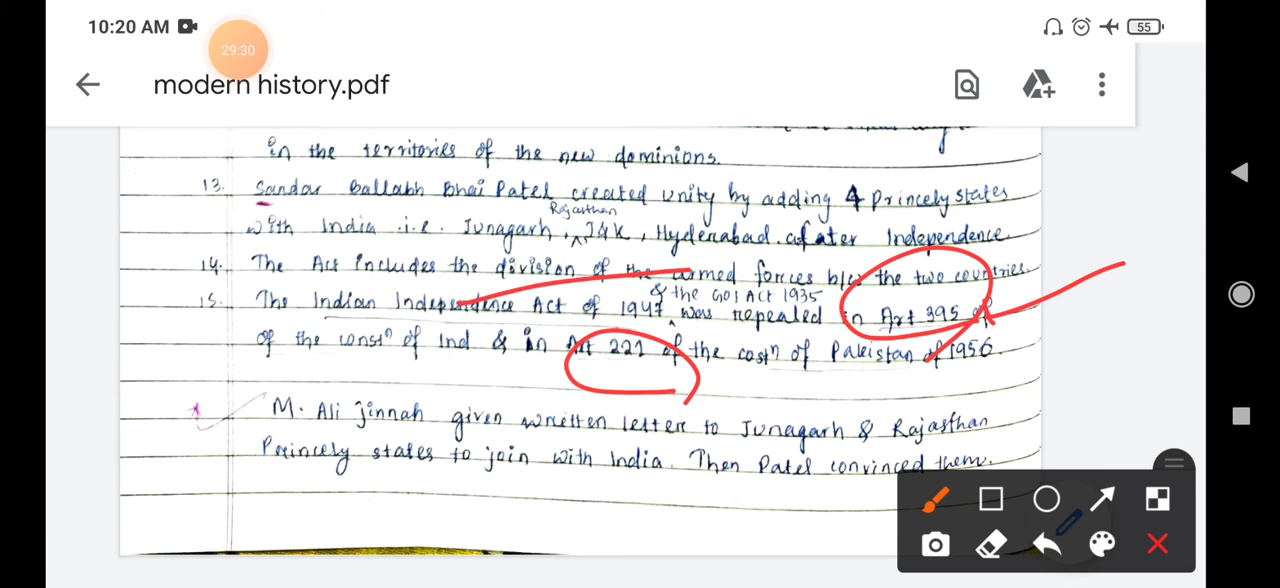 10:20 AM
55
29:30
modern history.pdf
in the territories of the new dominions.
13. Sardar Ballabh Bhai Patel created unity by adding 4 princely states
Rajasthan
with India i.e. Junagarh, J&K, Hyderabad after Independence
14. The Act includes the division of the armed forces b/w the two countries.
& the GOI Act 1935
15. The Indian Independence Act of 1947 was repealed in Art 395 of
of the constn of Ind & in Art 221 of the costn of Pakistan of 1956.
M. Ali Jinnah given written letter to Junagarh & Rajasthan
Princely states to join with India. Then Patel convinced them.